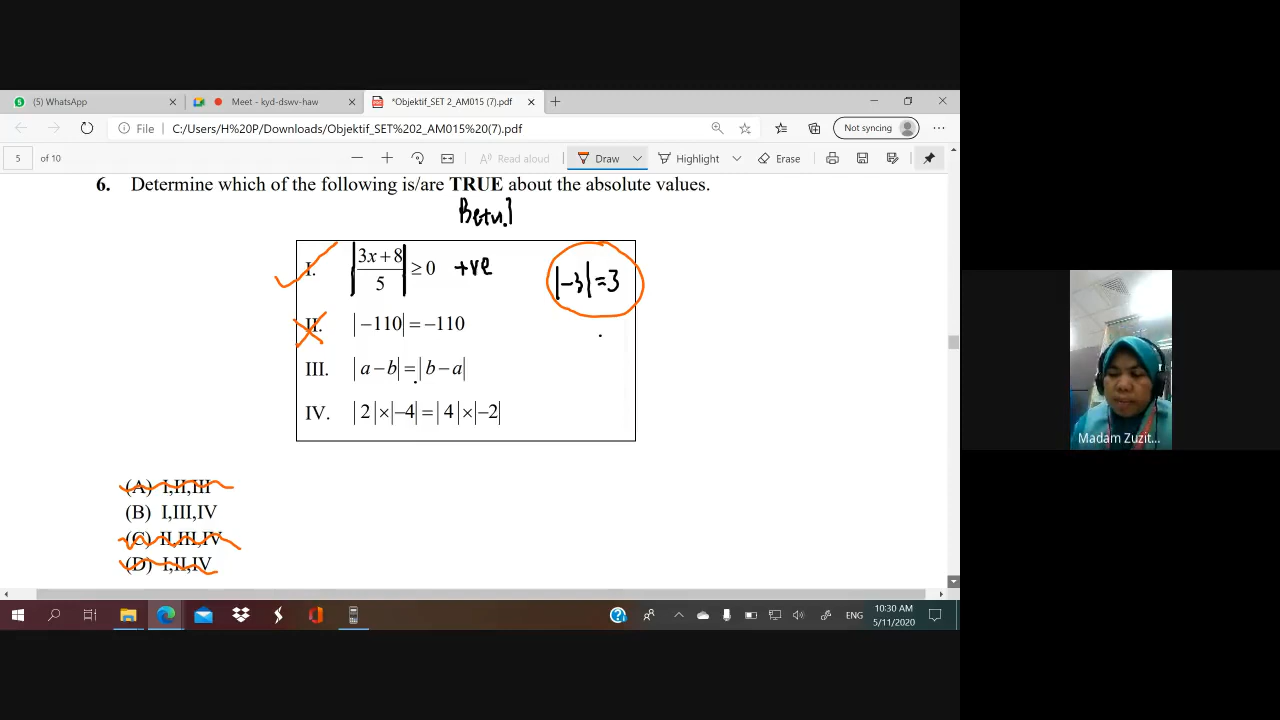 (5) WhatsApp
Meet - kyd-dswv-haw
*Objektif_SET 2_AM015 (7).pdf
File C:/Users/H%20P/Downloads/Objektif_SET%202_AM015%20(7).pdf
Not syncing
5 of 10
Read aloud
Draw
Highlight
Erase
6. Determine which of the following is/are TRUE about the absolute values.
I. |(3x+8)/5| ≥ 0 +ve |-3| = 3
II. |−110| = −110
III. |a−b| = |b−a|
IV. |2|×|−4| = |4|×|−2|
(A) I,II,III
(B) I,III,IV
(C) II,III,IV
(D) I,II,IV
Madam Zuzit...
ENG
10:30 AM
5/11/2020